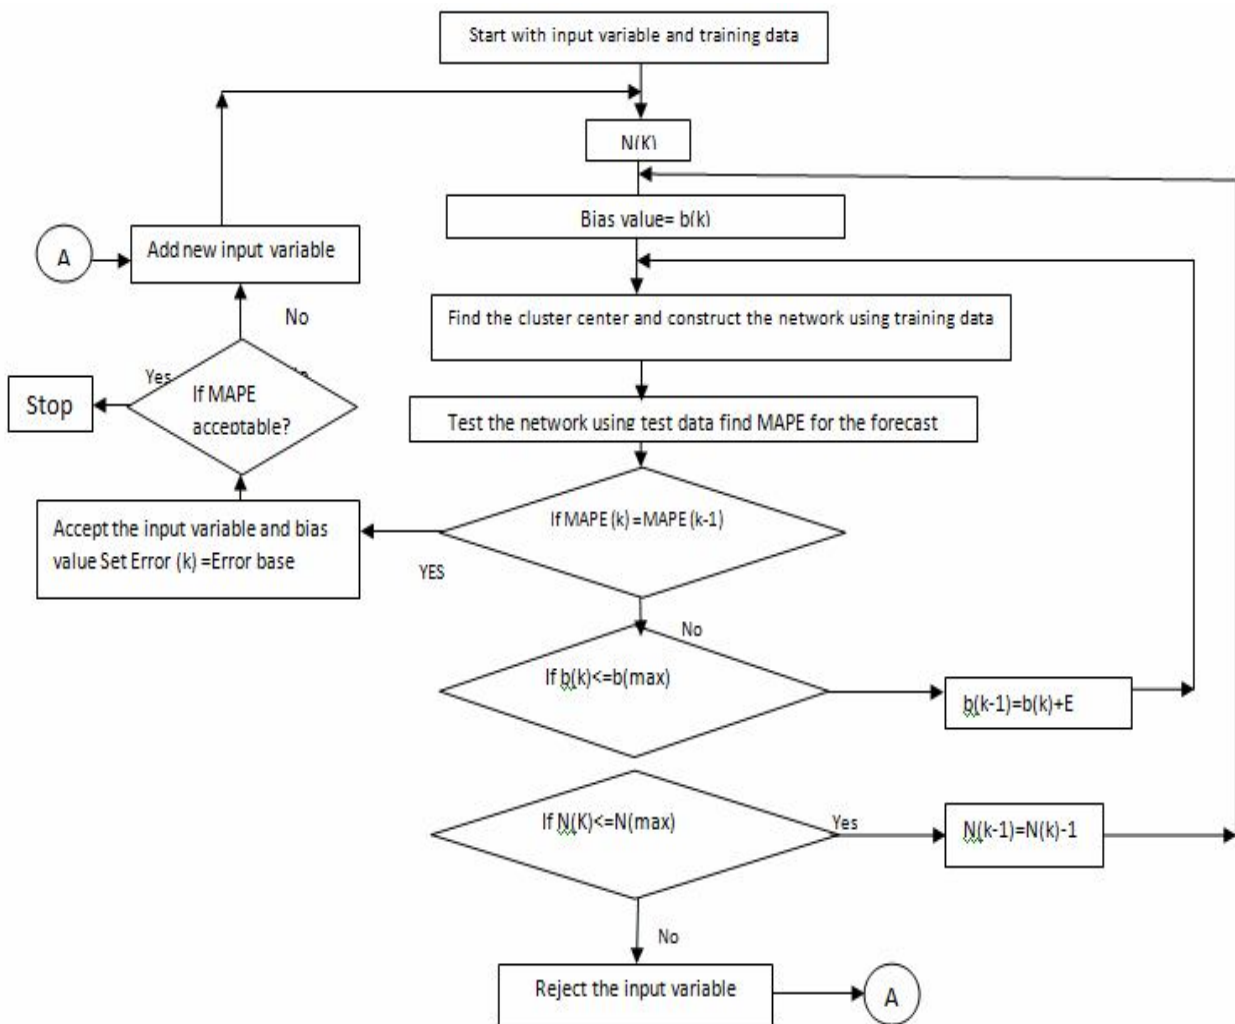 Start with input variable and training data
N(K)
Bias value= b(k)
A
Add new input variable
No
Find the cluster center and construct the network using training data
Yes
If MAPE
acceptable?
Stop
Test the network using test data find MAPE for the forecast
If MAPE (k) =MAPE (k-1)
Accept the input variable and bias
value Set Error (k) =Error base
YES
No
If b(k)<=b(max)
b(k-1)=b(k)+E
If N(K)<=N(max)
Yes
N(k-1)=N(k)-1
No
Reject the input variable
A